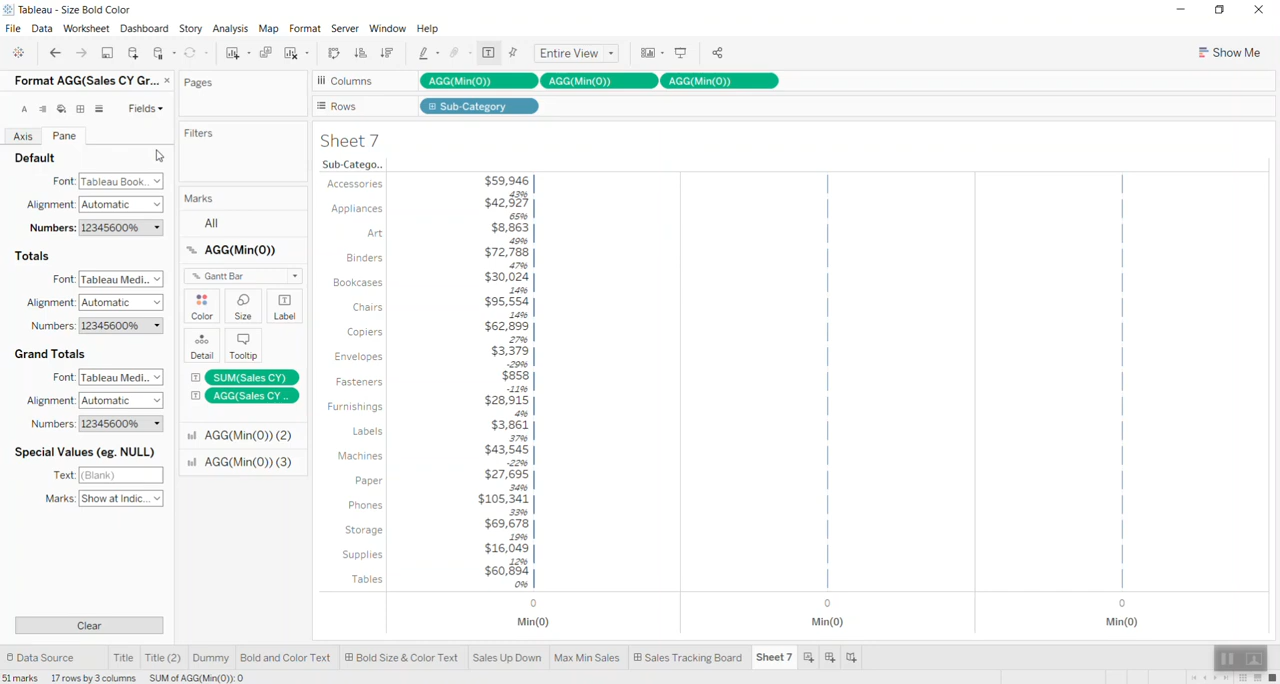 Tableau - Size Bold Color
File Data Worksheet Dashboard Story Analysis Map Format Server Window Help
Entire View
Show Me
Format AGG(Sales CY Gr... ×
Fields
Axis Pane
Default
Font: Tableau Book..
Alignment: Automatic
Numbers: 12345600%
Totals
Font: Tableau Medi..
Alignment: Automatic
Numbers: 12345600%
Grand Totals
Font: Tableau Medi..
Alignment: Automatic
Numbers: 12345600%
Special Values (eg. NULL)
Text: (Blank)
Marks: Show at Indic...
Clear
Pages
Filters
Marks
All
AGG(Min(0))
Gantt Bar
Color Size Label
Detail Tooltip
SUM(Sales CY)
AGG(Sales CY ..
AGG(Min(0)) (2)
AGG(Min(0)) (3)
Columns AGG(Min(0)) AGG(Min(0)) AGG(Min(0))
Rows Sub-Category
Sheet 7
Sub-Catego..
Accessories $59,946
43%
Appliances $42,927
65%
Art $8,863
49%
Binders $72,788
47%
Bookcases $30,024
14%
Chairs $95,554
14%
Copiers $62,899
27%
Envelopes $3,379
-29%
Fasteners $858
-11%
Furnishings $28,915
4%
Labels $3,861
37%
Machines $43,545
-22%
Paper $27,695
34%
Phones $105,341
33%
Storage $69,678
19%
Supplies $16,049
12%
Tables $60,894
0%
0 0 0
Min(0) Min(0) Min(0)
Data Source Title Title (2) Dummy Bold and Color Text Bold Size & Color Text Sales Up Down Max Min Sales Sales Tracking Board Sheet 7
51 marks 17 rows by 3 columns SUM of AGG(Min(0)): 0